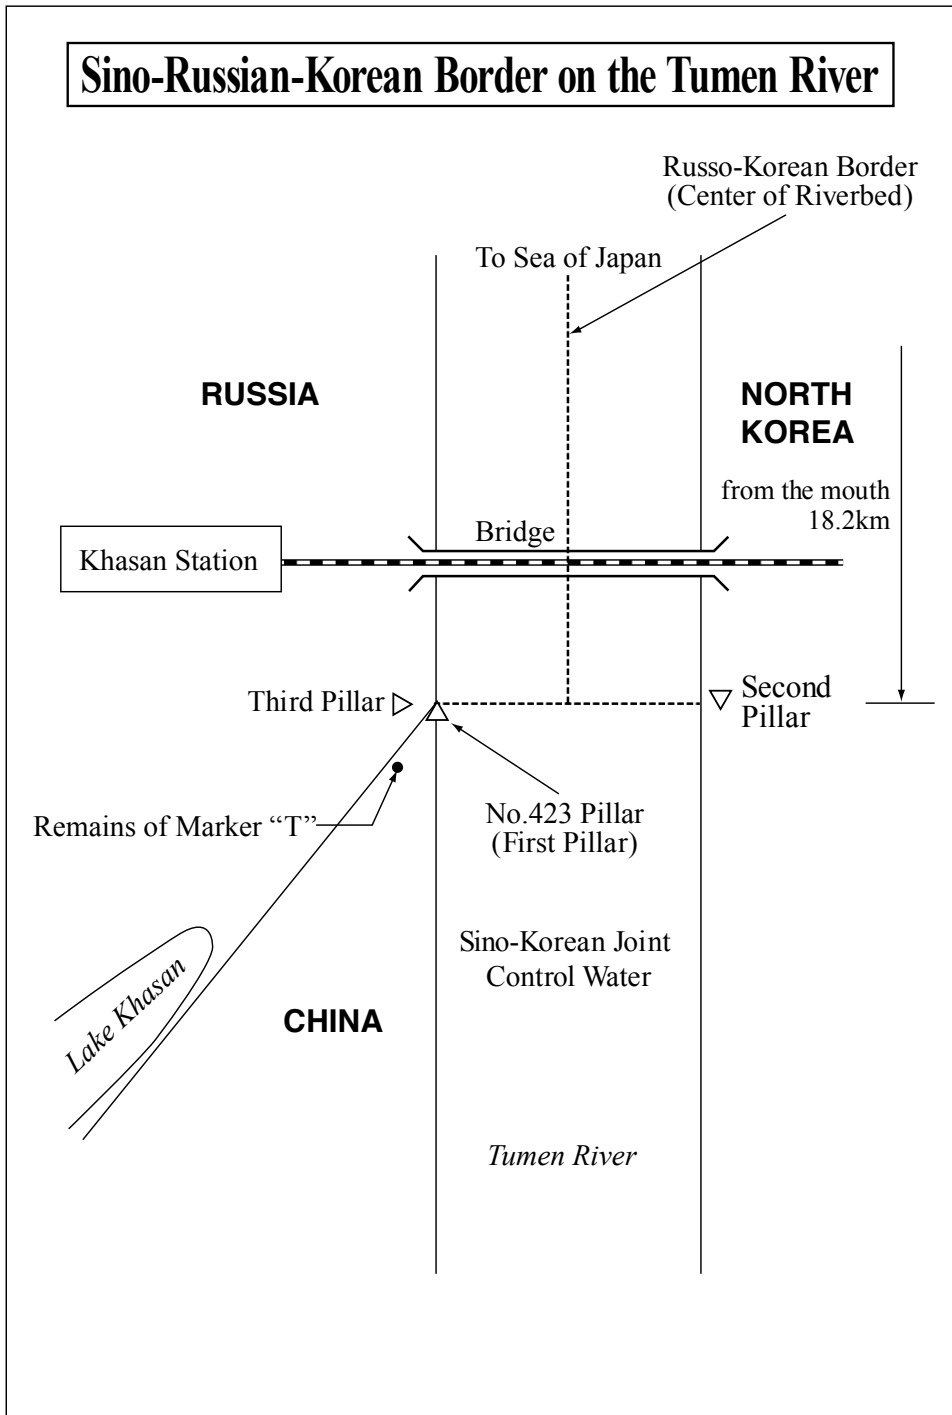 Sino-Russian-Korean Border on the Tumen River
Russo-Korean Border
(Center of Riverbed)
To Sea of Japan
RUSSIA
NORTH
KOREA
from the mouth
18.2km
Bridge
Khasan Station
Third Pillar
Second
Pillar
Remains of Marker “T”
No.423 Pillar
(First Pillar)
Sino-Korean Joint
Control Water
Lake Khasan
CHINA
Tumen River